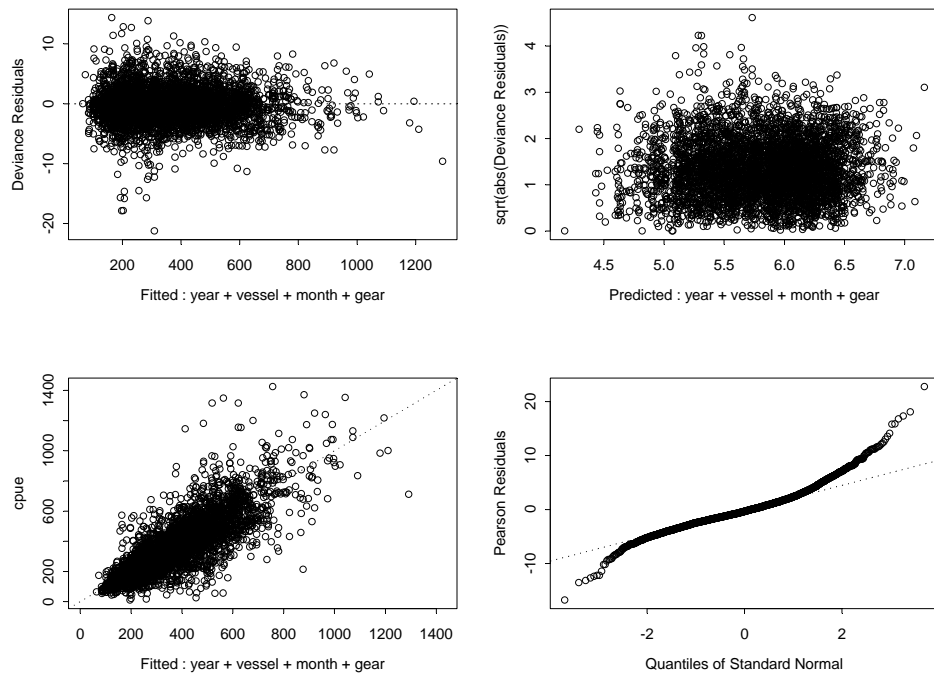 Deviance Residuals
10
0
-10
-20
200 400 600 800 1000 1200
Fitted : year + vessel + month + gear
sqrt(abs(Deviance Residuals))
4
3
2
1
0
4.5 5.0 5.5 6.0 6.5 7.0
Predicted : year + vessel + month + gear
cpue
1400
1000
600
200
0
0 200 400 600 800 1000 1200 1400
Fitted : year + vessel + month + gear
Pearson Residuals
20
10
0
-10
-2 0 2
Quantiles of Standard Normal